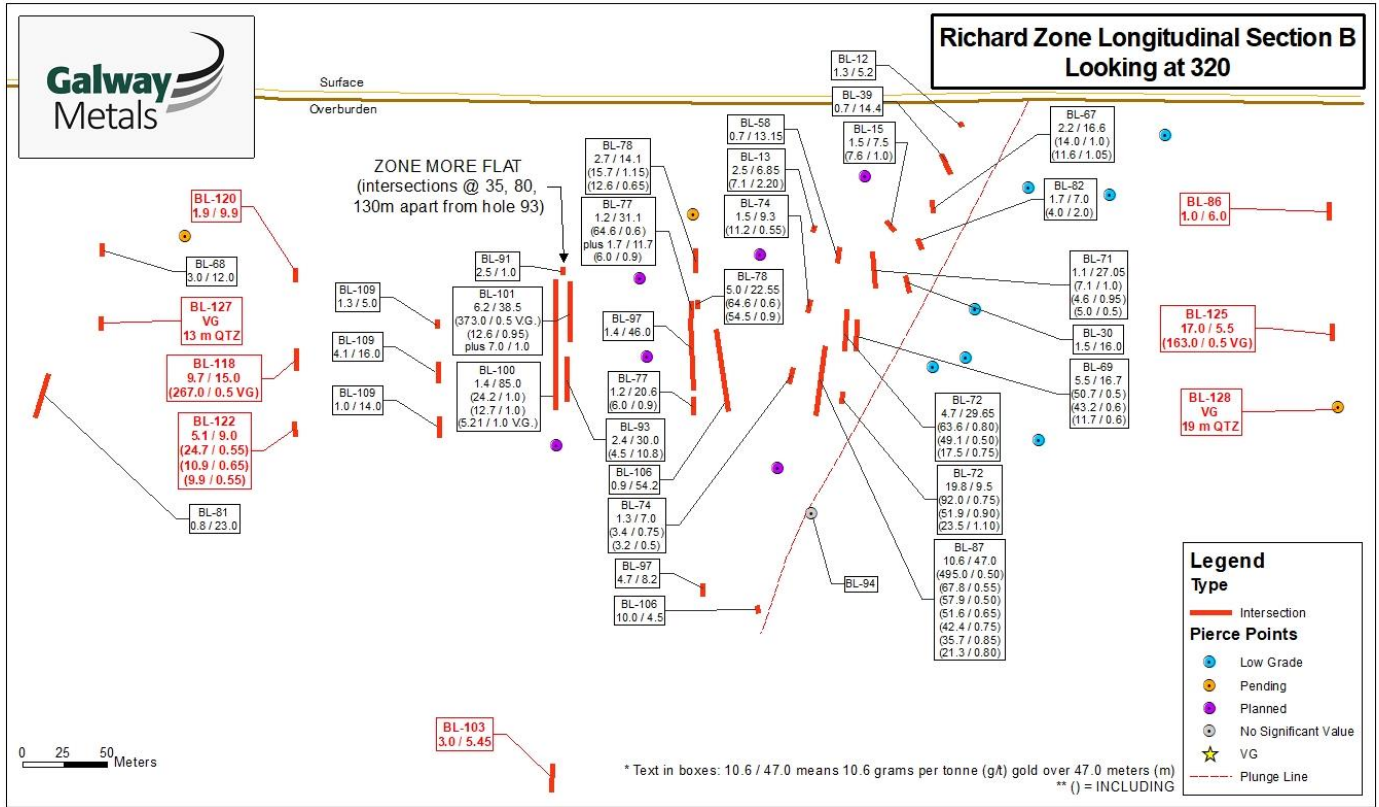 Galway
Metals
Richard Zone Longitudinal Section B
Looking at 320
Surface
Overburden
BL-12
1.3 / 5.2
BL-39
0.7 / 14.4
BL-58
0.7 / 13.15
BL-15
1.5 / 7.5
(7.6 / 1.0)
BL-67
2.2 / 16.6
(14.0 / 1.0)
(11.6 / 1.05)
BL-78
2.7 / 14.1
(15.7 / 1.15)
(12.6 / 0.65)
BL-13
2.5 / 6.85
(7.1 / 2.20)
ZONE MORE FLAT
(intersections @ 35, 80,
130m apart from hole 93)
BL-82
1.7 / 7.0
(4.0 / 2.0)
BL-120
1.9 / 9.9
BL-77
1.2 / 31.1
(64.6 / 0.6)
plus 1.7 / 11.7
(6.0 / 0.9)
BL-74
1.5 / 9.3
(11.2 / 0.55)
BL-86
1.0 / 6.0
BL-68
3.0 / 12.0
BL-91
2.5 / 1.0
BL-71
1.1 / 27.05
(7.1 / 1.0)
(4.6 / 0.95)
(5.0 / 0.5)
BL-109
1.3 / 5.0
BL-101
6.2 / 38.5
(373.0 / 0.5 V.G.)
(12.6 / 0.95)
plus 7.0 / 1.0
BL-78
5.0 / 22.55
(64.6 / 0.6)
(54.5 / 0.9)
BL-127
VG
13 m QTZ
BL-97
1.4 / 46.0
BL-30
1.5 / 16.0
BL-125
17.0 / 5.5
(163.0 / 0.5 VG)
BL-109
4.1 / 16.0
BL-118
9.7 / 15.0
(267.0 / 0.5 VG)
BL-100
1.4 / 85.0
(24.2 / 1.0)
(12.7 / 1.0)
(5.21 / 1.0 V.G.)
BL-77
1.2 / 20.6
(6.0 / 0.9)
BL-69
5.5 / 16.7
(50.7 / 0.5)
(43.2 / 0.6)
(11.7 / 0.6)
BL-109
1.0 / 14.0
BL-72
4.7 / 29.65
(63.6 / 0.80)
(49.1 / 0.50)
(17.5 / 0.75)
BL-128
VG
19 m QTZ
BL-122
5.1 / 9.0
(24.7 / 0.55)
(10.9 / 0.65)
(9.9 / 0.55)
BL-93
2.4 / 30.0
(4.5 / 10.8)
BL-106
0.9 / 54.2
BL-72
19.8 / 9.5
(92.0 / 0.75)
(51.9 / 0.90)
(23.5 / 1.10)
BL-81
0.8 / 23.0
BL-74
1.3 / 7.0
(3.4 / 0.75)
(3.2 / 0.5)
BL-87
10.6 / 47.0
(495.0 / 0.50)
(67.8 / 0.55)
(57.9 / 0.50)
(51.6 / 0.65)
(42.4 / 0.75)
(35.7 / 0.85)
(21.3 / 0.80)
BL-97
4.7 / 8.2
BL-94
BL-106
10.0 / 4.5
BL-103
3.0 / 5.45
Legend
Type
Intersection
Pierce Points
Low Grade
Pending
Planned
No Significant Value
VG
Plunge Line
0 25 50 Meters
* Text in boxes: 10.6 / 47.0 means 10.6 grams per tonne (g/t) gold over 47.0 meters (m)
** () = INCLUDING